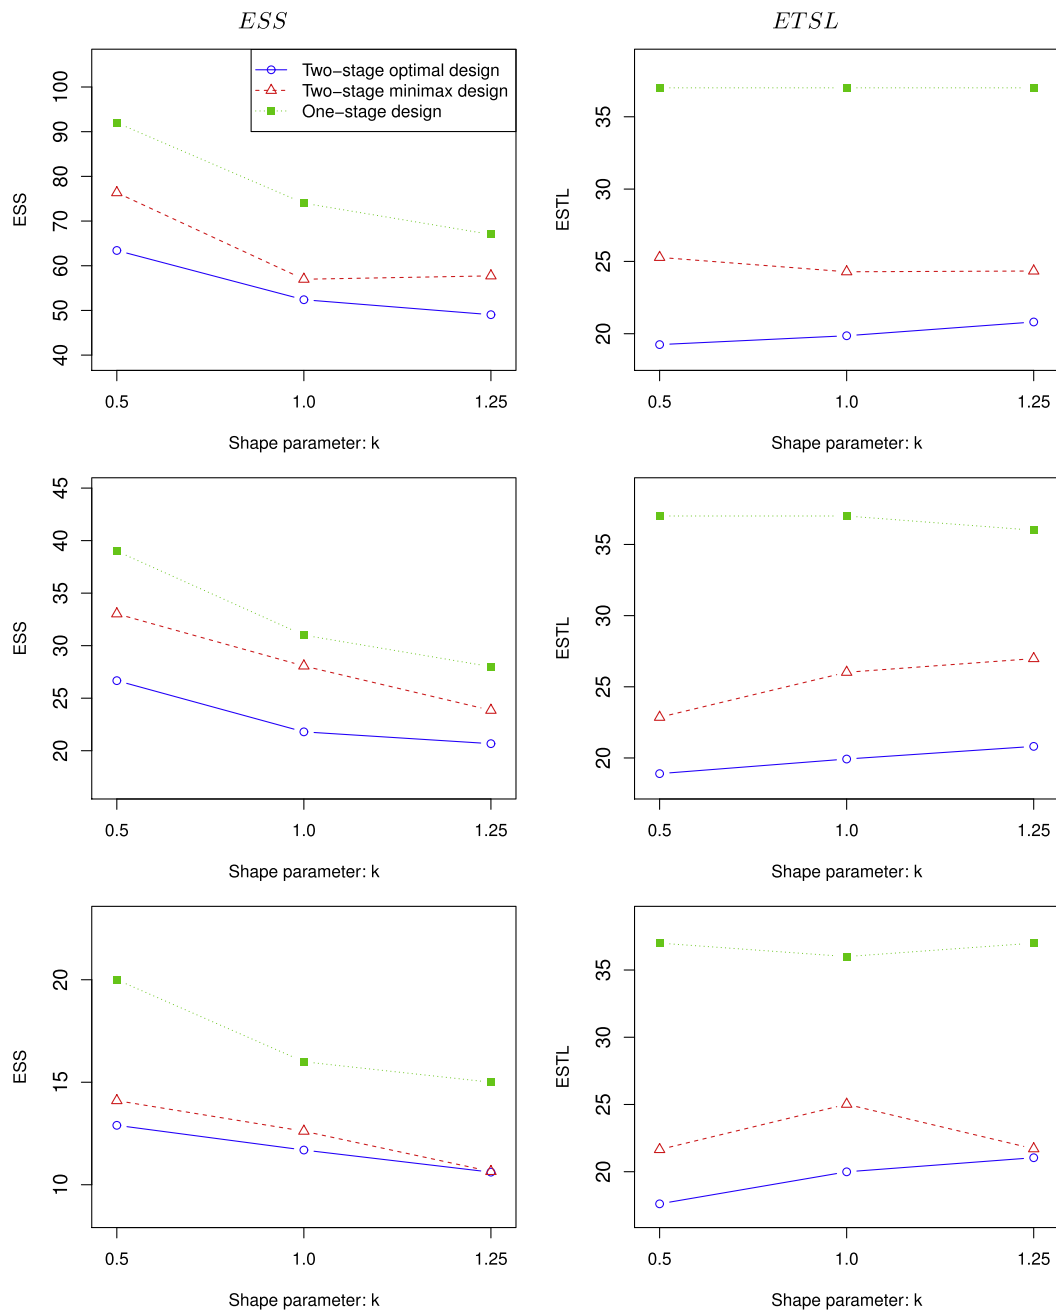 ESS
ETSL
Two-stage optimal design
Two-stage minimax design
One-stage design
ESS
40 50 60 70 80 90 100
0.5 1.0 1.25
Shape parameter: k
ESTL
20 25 30 35
0.5 1.0 1.25
Shape parameter: k
ESS
20 25 30 35 40 45
0.5 1.0 1.25
Shape parameter: k
ESTL
20 25 30 35
0.5 1.0 1.25
Shape parameter: k
ESS
10 15 20
0.5 1.0 1.25
Shape parameter: k
ESTL
20 25 30 35
0.5 1.0 1.25
Shape parameter: k